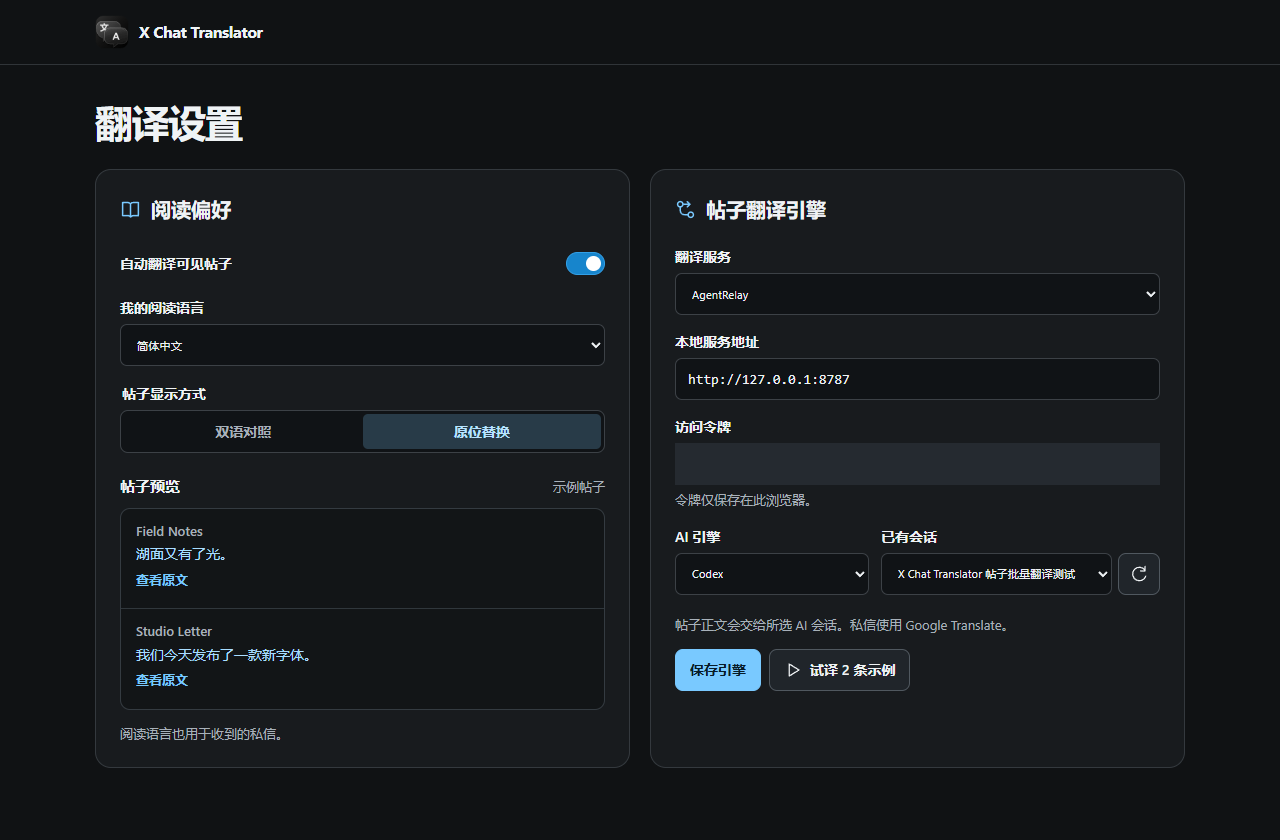 文 A
X Chat Translator
翻译设置
阅读偏好
自动翻译可见帖子
我的阅读语言
简体中文
帖子显示方式
双语对照
原位替换
帖子预览
示例帖子
Field Notes
湖面又有了光。
查看原文
Studio Letter
我们今天发布了一款新字体。
查看原文
阅读语言也用于收到的私信。
帖子翻译引擎
翻译服务
AgentRelay
本地服务地址
http://127.0.0.1:8787
访问令牌
令牌仅保存在此浏览器。
AI 引擎
已有会话
Codex
X Chat Translator 帖子批量翻译测试
帖子正文会交给所选 AI 会话。私信使用 Google Translate。
保存引擎
试译 2 条示例